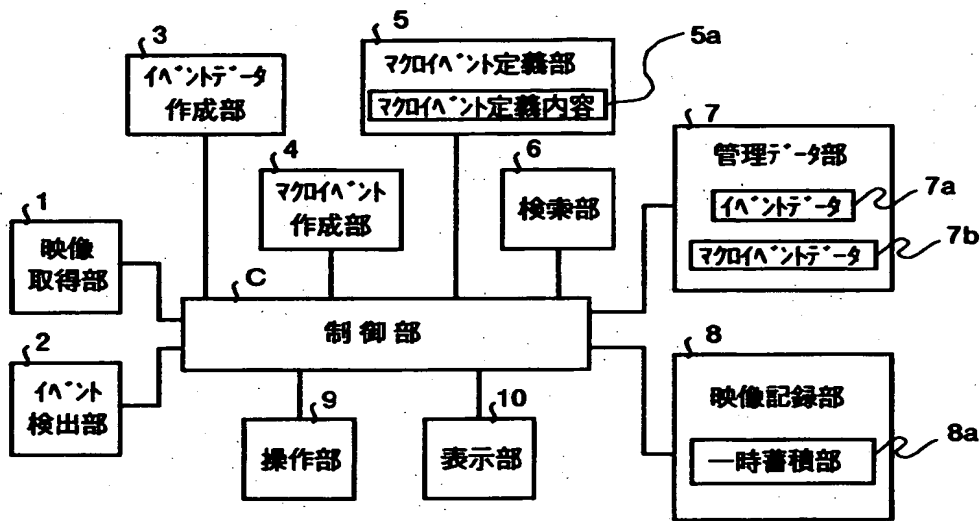 3
イベントデータ
作成部
5
マクロイベント定義部
マクロイベント定義内容
5a
4
マクロイベント
作成部
6
検索部
7
管理データ部
イベントデータ
7a
マクロイベントデータ
7b
1
映像
取得部
C
制御部
2
イベント
検出部
8
映像記録部
一時蓄積部
8a
9
操作部
10
表示部